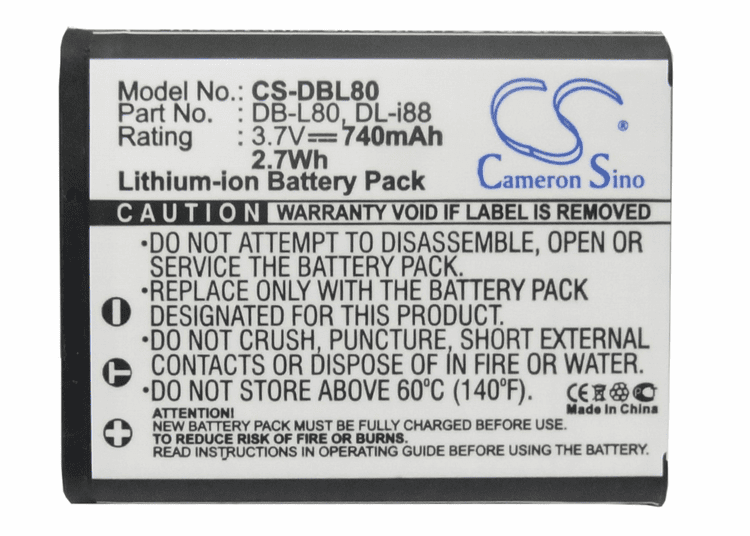 Model No.: CS-DBL80
Part No. : DB-L80, DL-i88
Rating : 3.7V 740mAh
2.7Wh
Lithium-ion Battery Pack
CS
®
Cameron Sino
CAUTION WARRANTY VOID IF LABEL IS REMOVED
•DO NOT ATTEMPT TO DISASSEMBLE, OPEN OR
SERVICE THE BATTERY PACK.
•REPLACE ONLY WITH THE BATTERY PACK
DESIGNATED FOR THIS PRODUCT.
•DO NOT CRUSH, PUNCTURE, SHORT EXTERNAL
CONTACTS OR DISPOSE OF IN FIRE OR WATER.
•DO NOT STORE ABOVE 60°C (140°F).
CE
Made in China
ATTENTION!
NEW BATTERY PACK MUST BE FULLY CHARGED BEFORE USE.
•TO REDUCE RISK OF FIRE OR BURNS.
•PLEASE REFER TO OPERATING GUIDE BEFORE USING THE BATTERY.
T